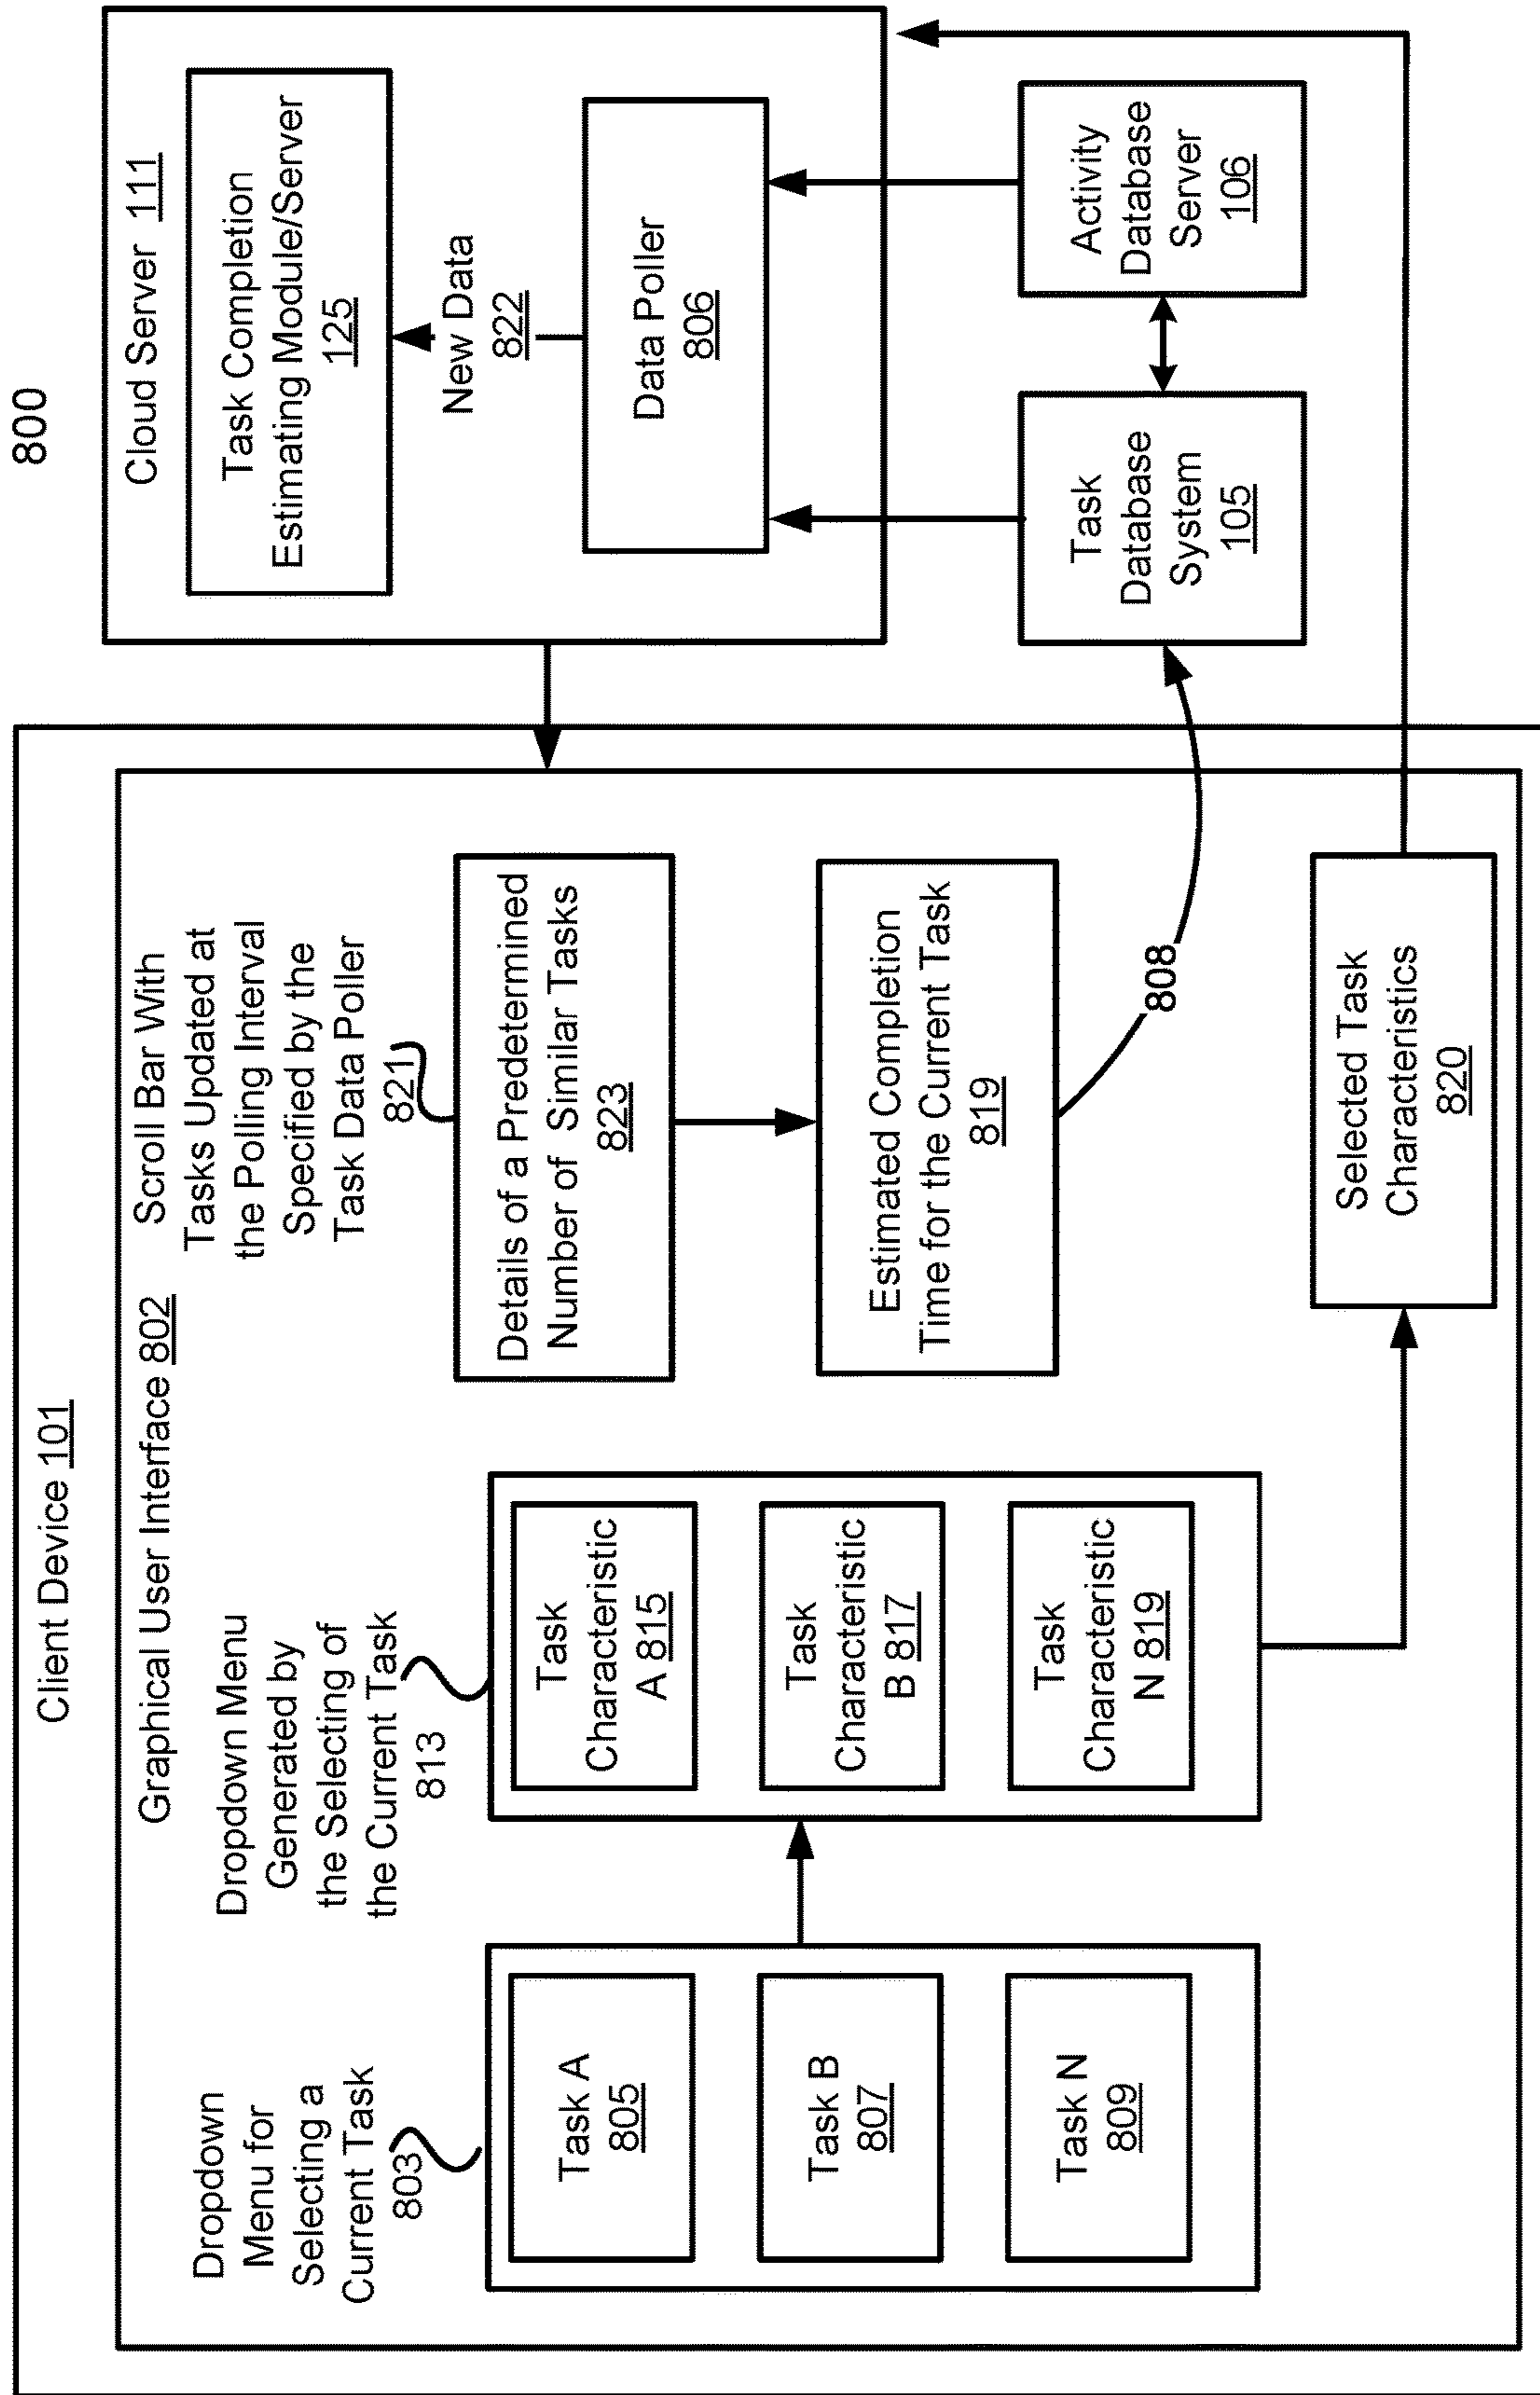 800
Client Device 101
Graphical User Interface 802
Dropdown
Menu for
Selecting a
Current Task
803
Task A
805
Task B
807
Task N
809
Dropdown Menu
Generated by
the Selecting of
the Current Task
813
Task
Characteristic
A 815
Task
Characteristic
B 817
Task
Characteristic
N 819
Scroll Bar With
Tasks Updated at
the Polling Interval
Specified by the
Task Data Poller
821
Details of a Predetermined
Number of Similar Tasks
823
Estimated Completion
Time for the Current Task
819
808
Selected Task
Characteristics
820
Cloud Server 111
Task Completion
Estimating Module/Server
125
New Data
822
Data Poller
806
Task
Database
System
105
Activity
Database
Server
106